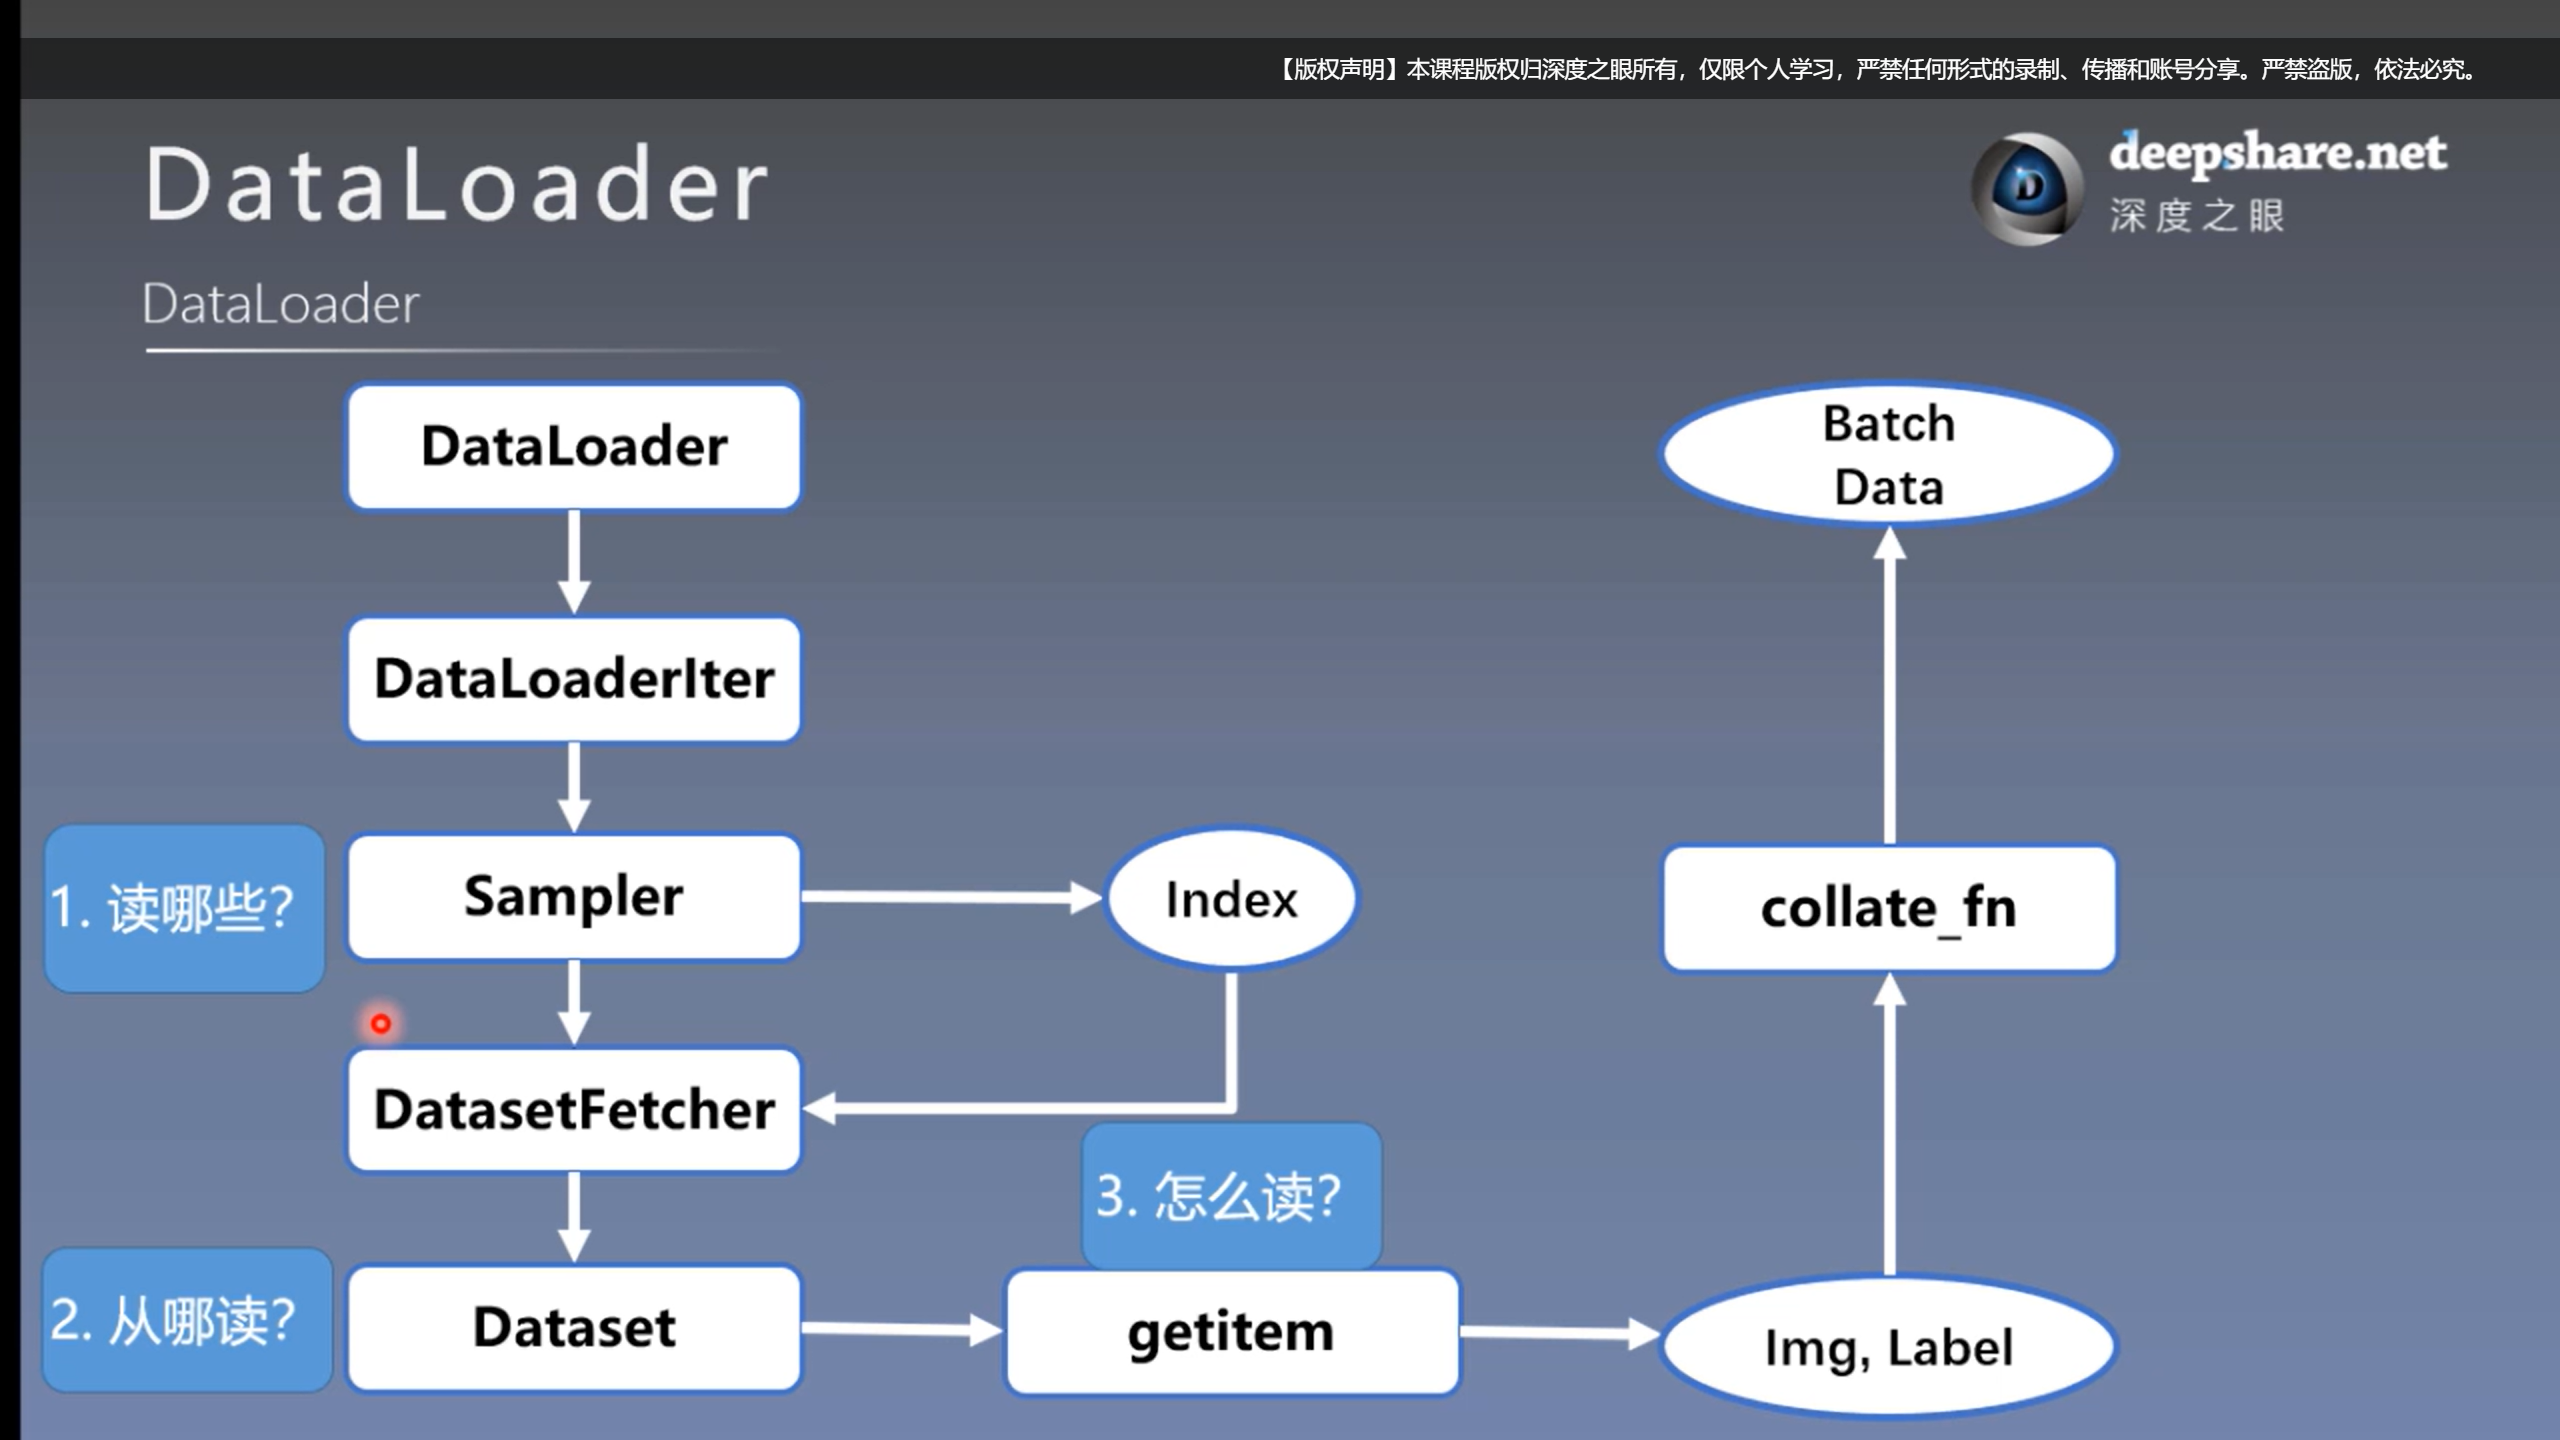 【版权声明】本课程版权归深度之眼所有，仅限个人学习，严禁任何形式的录制、传播和账号分享。严禁盗版，依法必究。
DataLoader
deepshare.net
深度之眼
D
DataLoader
DataLoader
Batch
Data
DataLoaderIter
1. 读哪些？
Sampler
Index
collate_fn
DatasetFetcher
3. 怎么读？
2. 从哪读？
Dataset
getitem
Img, Label